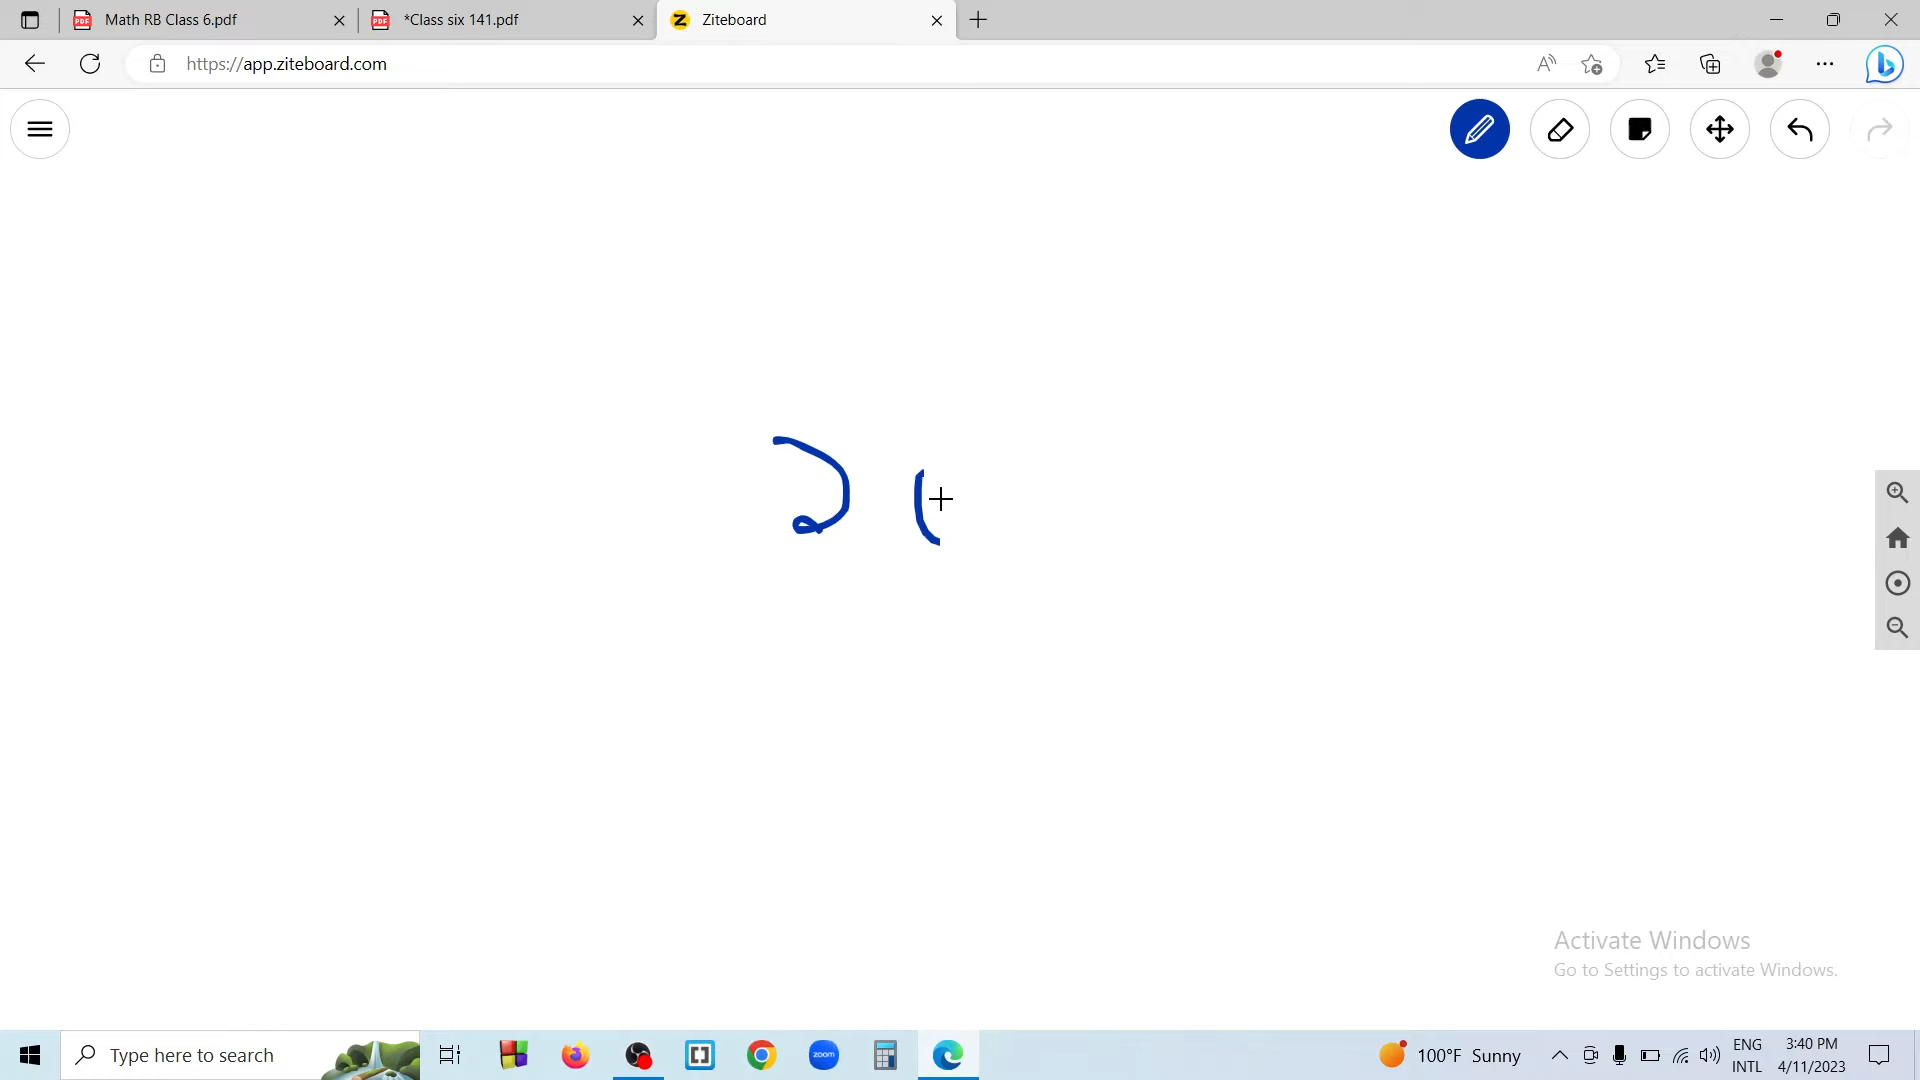 Math RB Class 6.pdf
*Class six 141.pdf
Ziteboard
https://app.ziteboard.com
Activate Windows
Go to Settings to activate Windows.
Type here to search
zoom
100°F Sunny
ENG
INTL
3:40 PM
4/11/2023